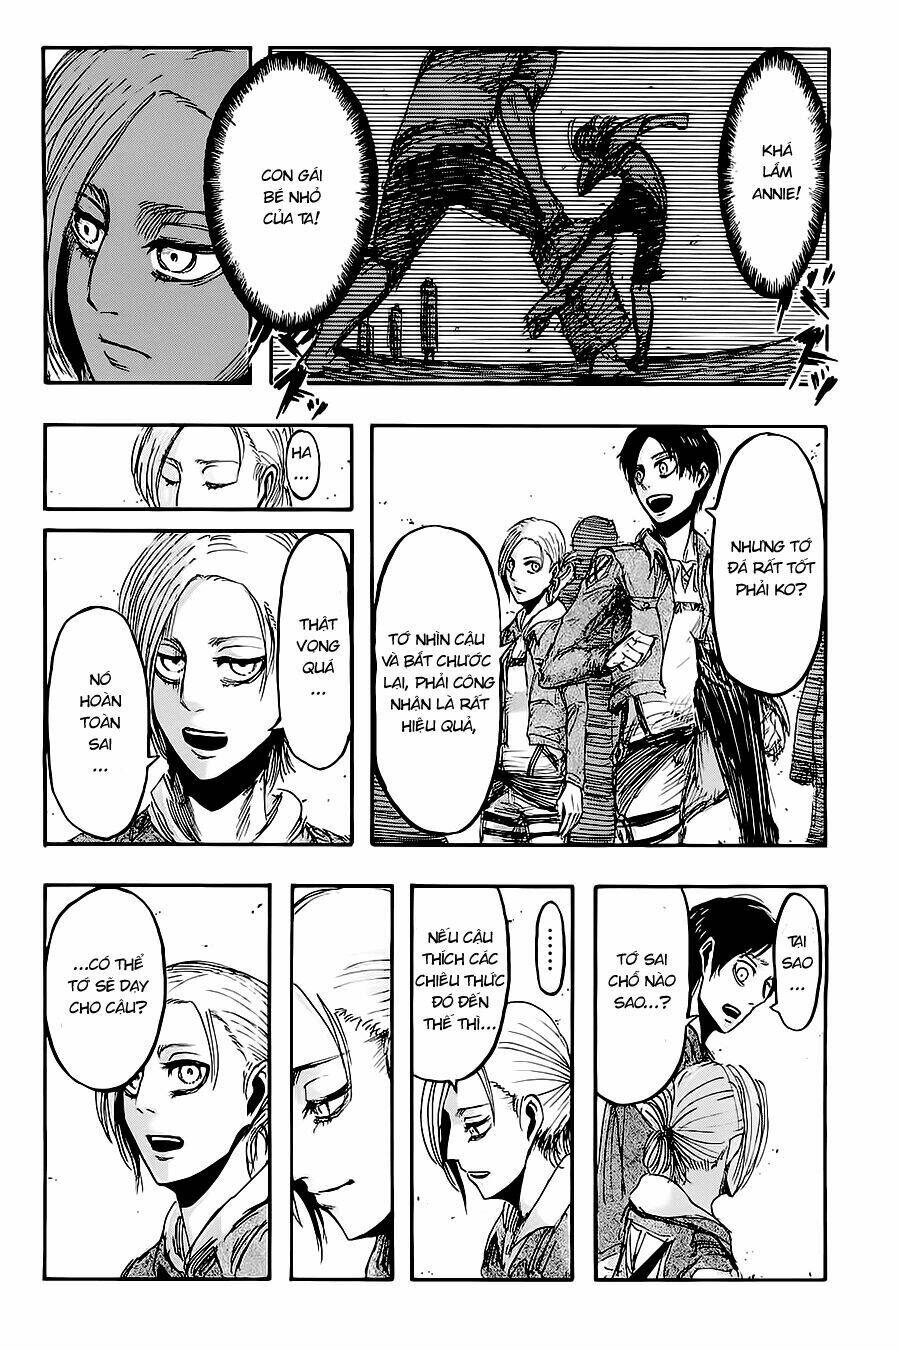 KHÁ
LẮM
ANNIE!
CON GÁI
BÉ NHỎ
CỦA TA!
NHƯNG TỚ
ĐÁ RẤT TỐT
PHẢI KO?
TỚ NHÌN CẬU
VÀ BẮT CHƯỚC
LẠI, PHẢI CÔNG
NHẬN LÀ RẤT
HIỆU QUẢ,
HA
...
THẬT
VỌNG
QUÁ
...
NÓ
HOÀN
TOÀN
SAI
...
TẠI
SAO
...
TỚ SAI
CHỖ NÀO
SAO...?
......
NẾU CẬU
THÍCH CÁC
CHIÊU THỨC
ĐÓ ĐẾN
THẾ THÌ...
...CÓ THỂ
TỚ SẼ DẠY
CHO CẬU?